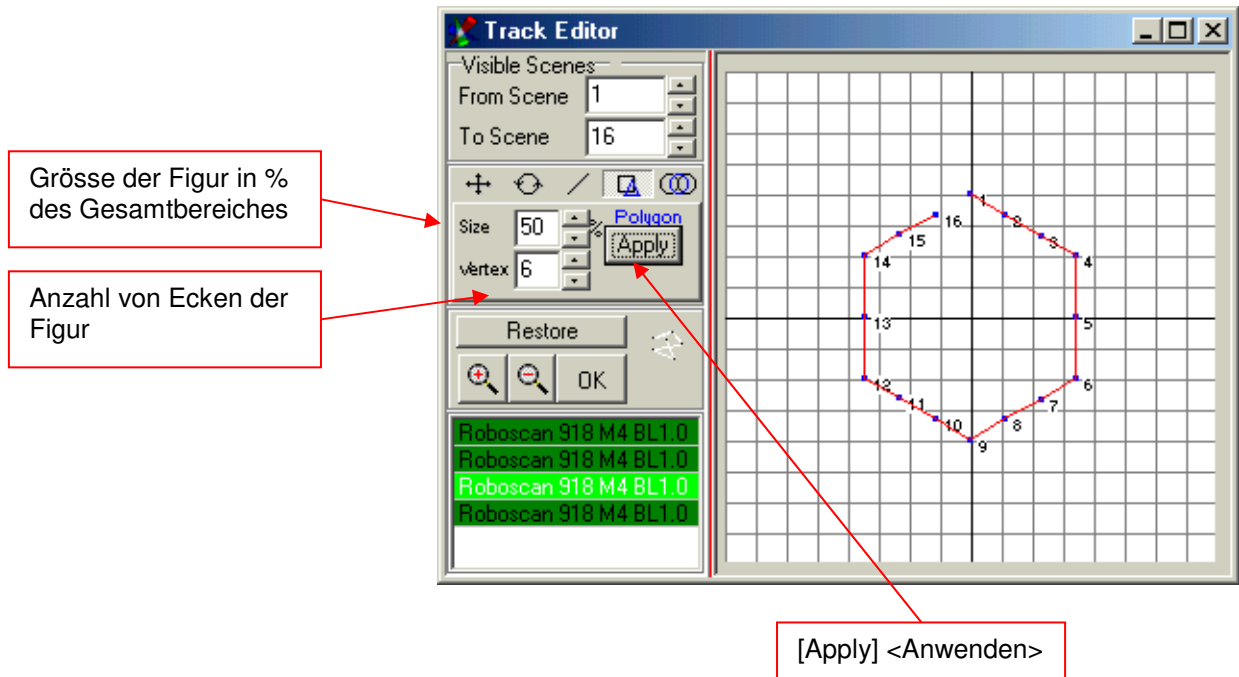 Track Editor
Visible Scenes
From Scene 1
To Scene 16
Grösse der Figur in %
des Gesamtbereiches
Size 50 % Polygon
Apply
Vertex 6
Anzahl von Ecken der
Figur
Restore
OK
Roboscan 918 M4 BL1.0
Roboscan 918 M4 BL1.0
Roboscan 918 M4 BL1.0
Roboscan 918 M4 BL1.0
1
2
3
4
5
6
7
8
9
10
11
12
13
14
15
16
[Apply] <Anwenden>